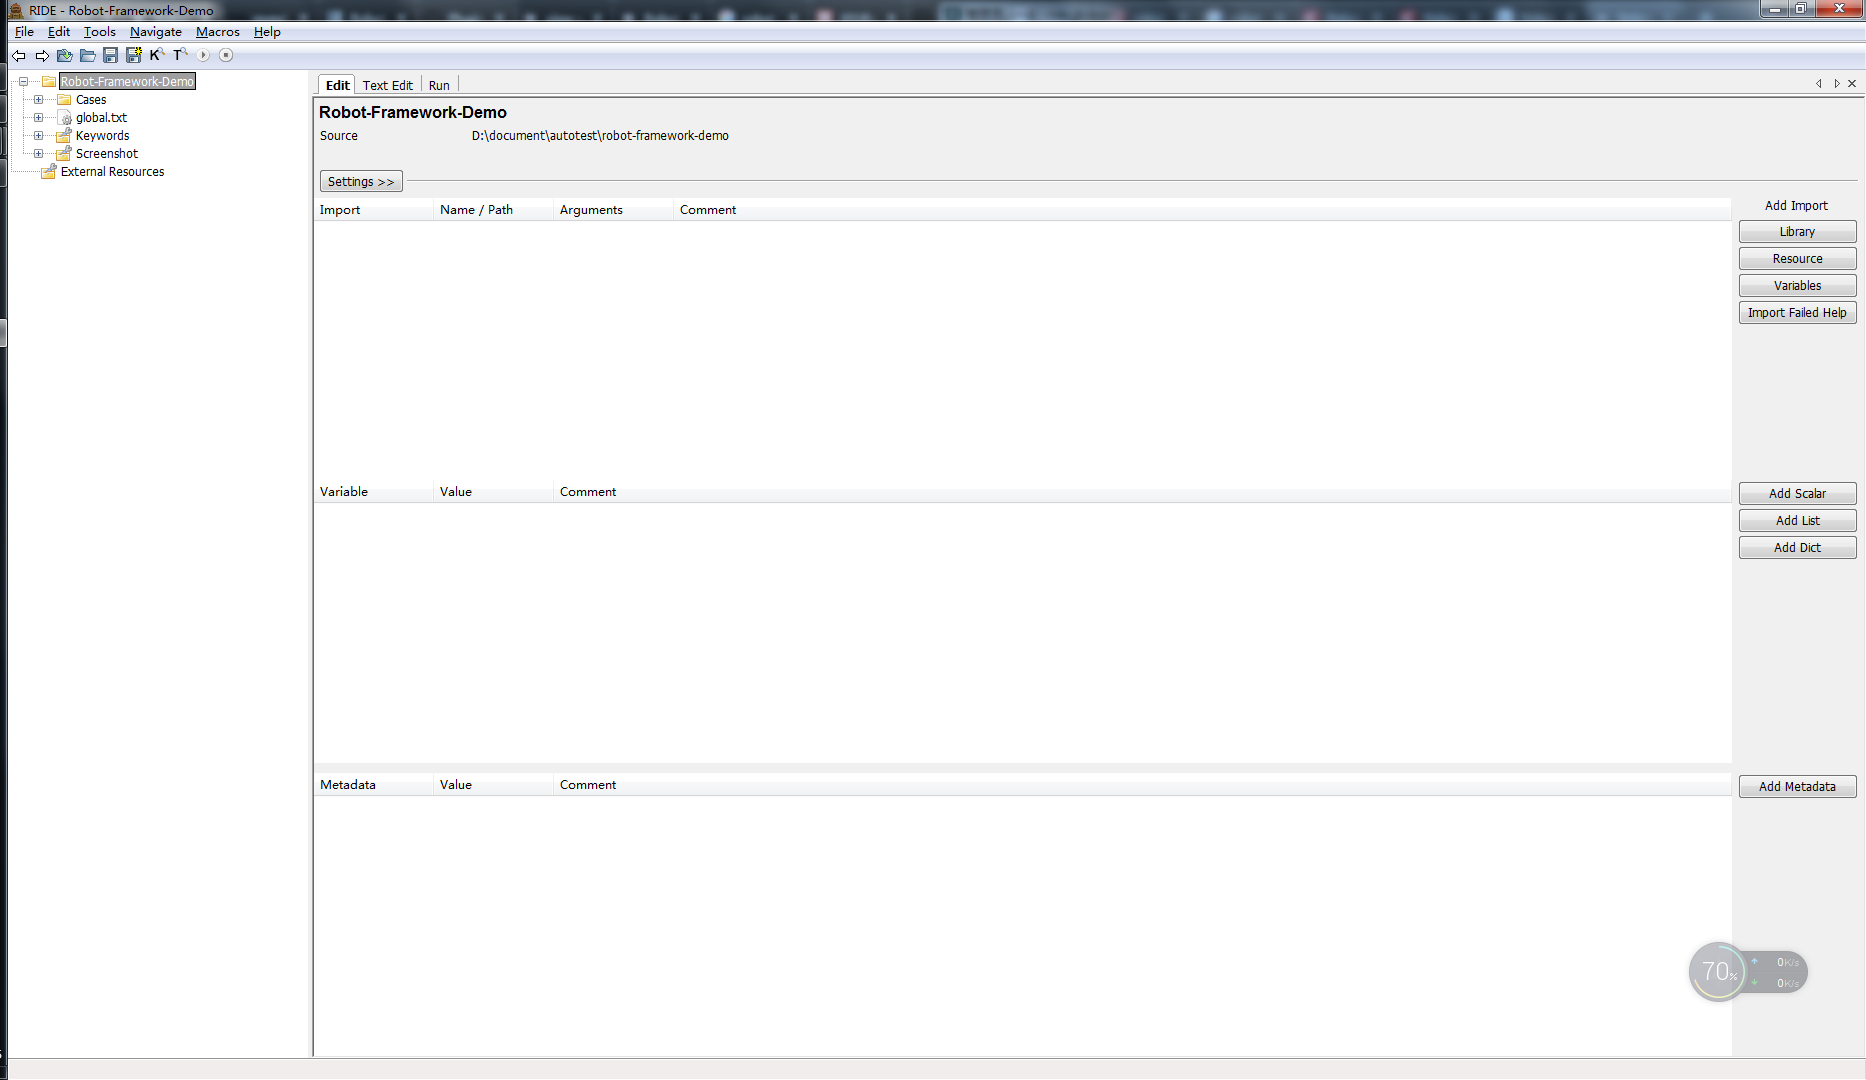 RIDE - Robot-Framework-Demo
File Edit Tools Navigate Macros Help
Robot-Framework-Demo
Cases
global.txt
Keywords
Screenshot
External Resources
Edit Text Edit Run
Robot-Framework-Demo
Source D:\document\autotest\robot-framework-demo
Settings >>
Import Name / Path Arguments Comment
Add Import
Library
Resource
Variables
Import Failed Help
Variable Value Comment
Add Scalar
Add List
Add Dict
Metadata Value Comment
Add Metadata
70%
0K/s
0K/s